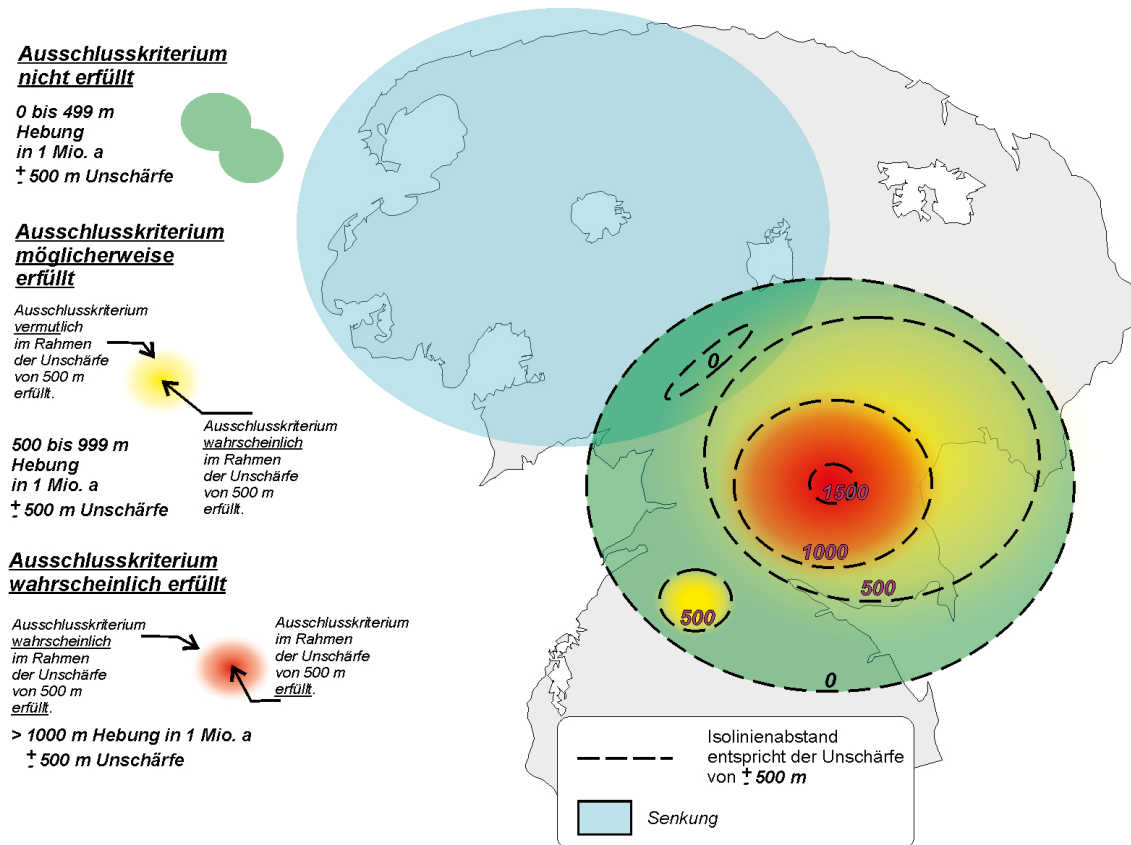 Ausschlusskriterium
nicht erfüllt
0 bis 499 m
Hebung
in 1 Mio. a
± 500 m Unschärfe
Ausschlusskriterium
möglicherweise
erfüllt
Ausschlusskriterium
vermutlich
im Rahmen
der Unschärfe
von 500 m
erfüllt.
Ausschlusskriterium
wahrscheinlich
im Rahmen
der Unschärfe
von 500 m
erfüllt.
500 bis 999 m
Hebung
in 1 Mio. a
± 500 m Unschärfe
Ausschlusskriterium
wahrscheinlich erfüllt
Ausschlusskriterium
wahrscheinlich
im Rahmen
der Unschärfe
von 500 m
erfüllt.
Ausschlusskriterium
im Rahmen
der Unschärfe
von 500 m
erfüllt.
> 1000 m Hebung in 1 Mio. a
± 500 m Unschärfe
0
1500
1000
500
500
0
Isolinienabstand
entspricht der Unschärfe
von ± 500 m
Senkung